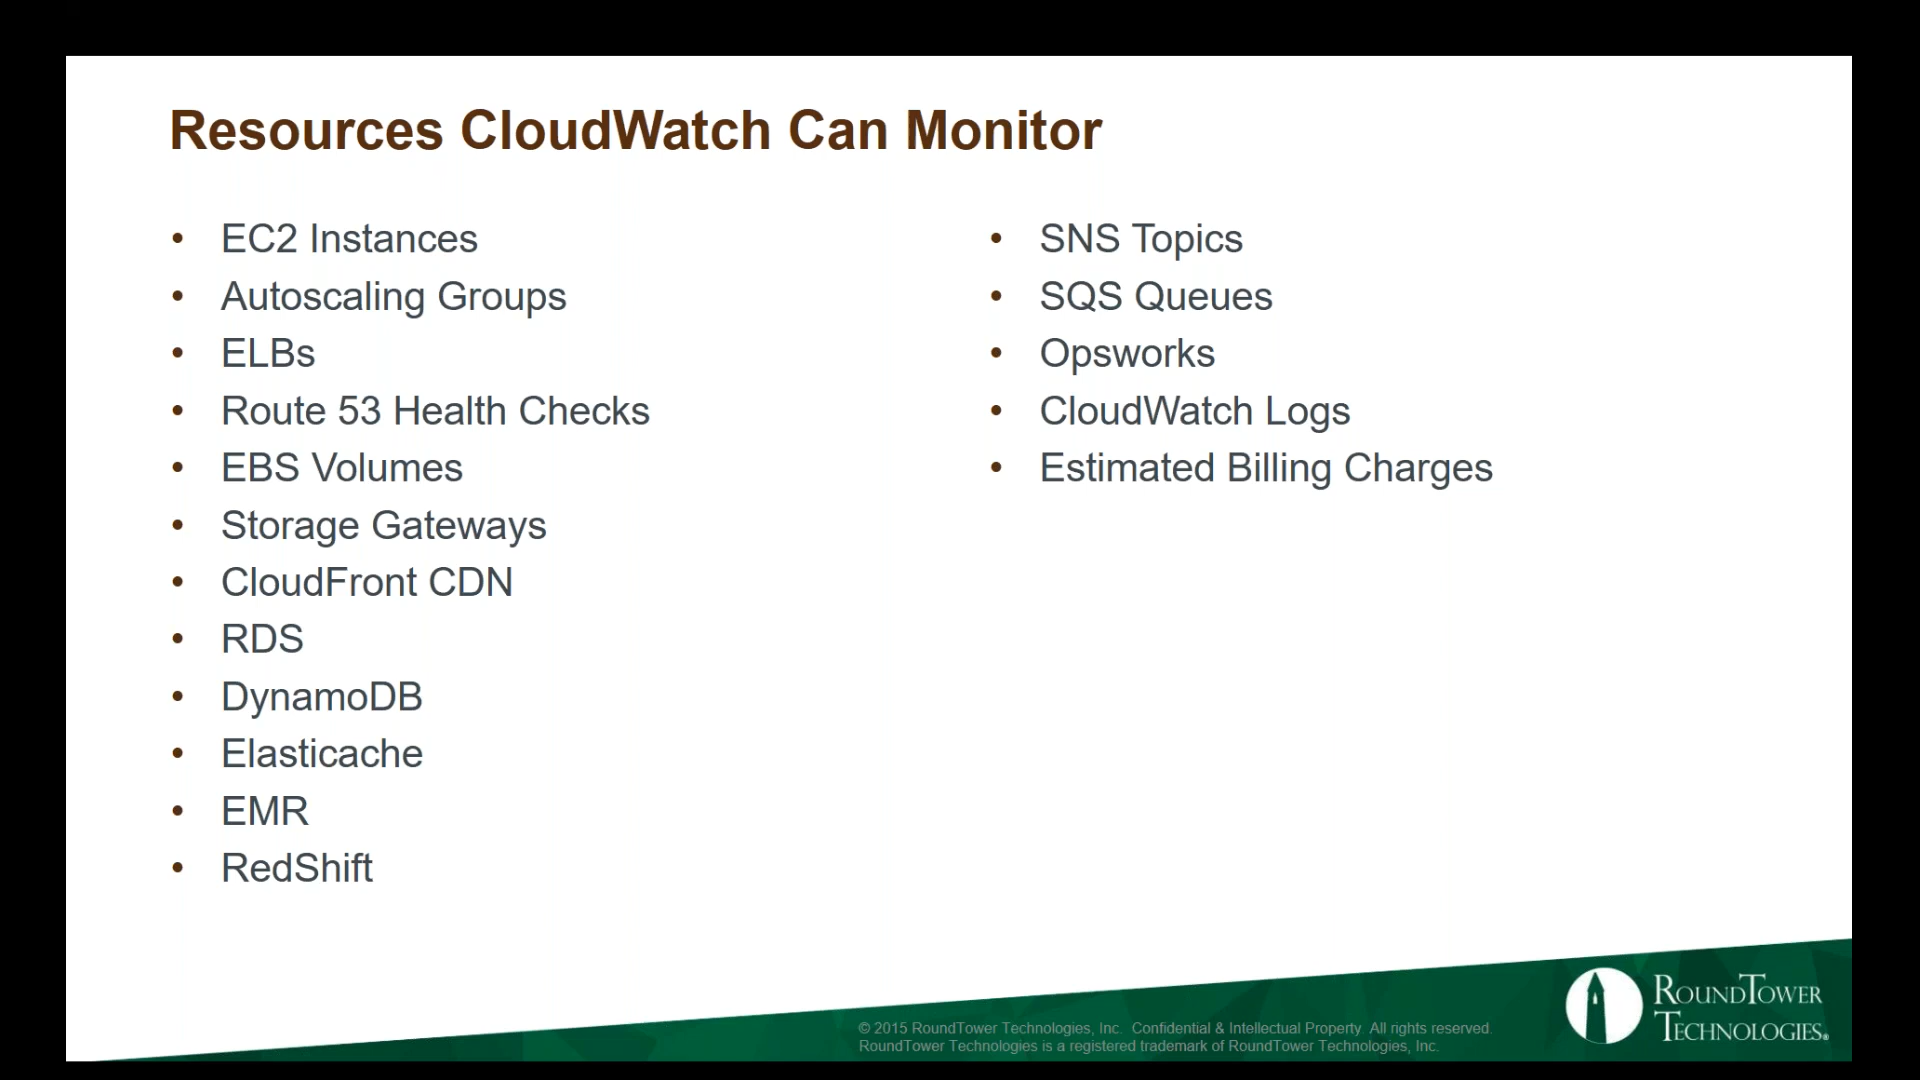 Resources CloudWatch Can Monitor
• EC2 Instances
• Autoscaling Groups
• ELBs
• Route 53 Health Checks
• EBS Volumes
• Storage Gateways
• CloudFront CDN
• RDS
• DynamoDB
• Elasticache
• EMR
• RedShift
• SNS Topics
• SQS Queues
• Opsworks
• CloudWatch Logs
• Estimated Billing Charges
© 2015 RoundTower Technologies, Inc. Confidential & Intellectual Property All rights reserved.
RoundTower Technologies is a registered trademark of RoundTower Technologies, Inc.
ROUNDTOWER
TECHNOLOGIES®